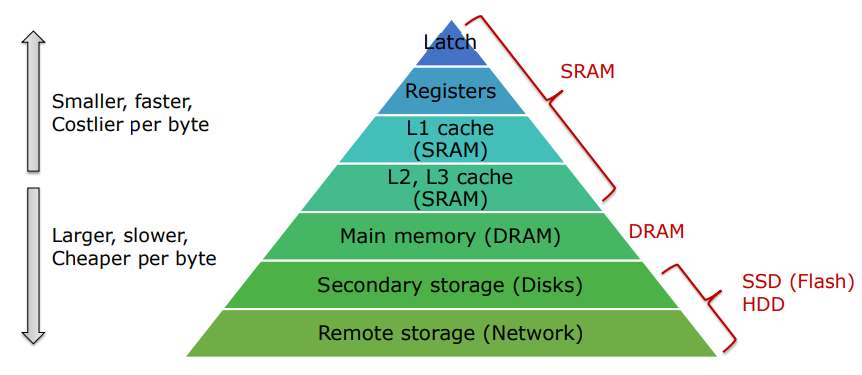 Latch
SRAM
Smaller, faster,
Costlier per byte
Registers
L1 cache
(SRAM)
L2, L3 cache
(SRAM)
Larger, slower,
Cheaper per byte
Main memory (DRAM)
DRAM
Secondary storage (Disks)
SSD (Flash)
HDD
Remote storage (Network)